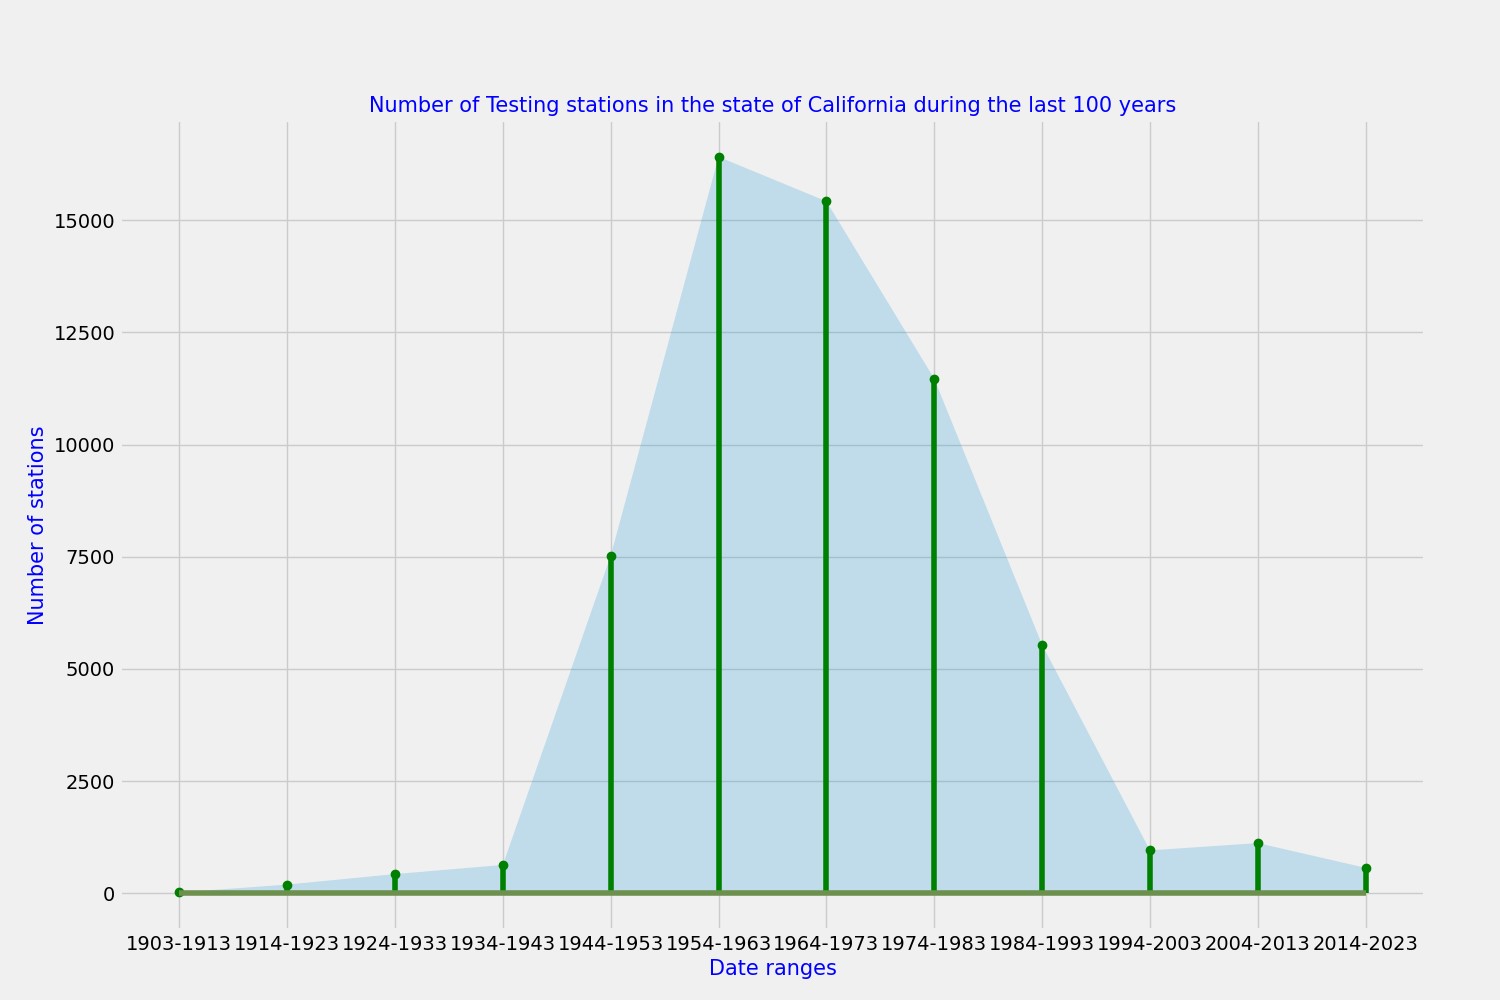 Number of Testing stations in the state of California during the last 100 years
15000
12500
10000
7500
5000
2500
0
Number of stations
1903-1913 1914-1923 1924-1933 1934-1943 1944-1953 1954-1963 1964-1973 1974-1983 1984-1993 1994-2003 2004-2013 2014-2023
Date ranges